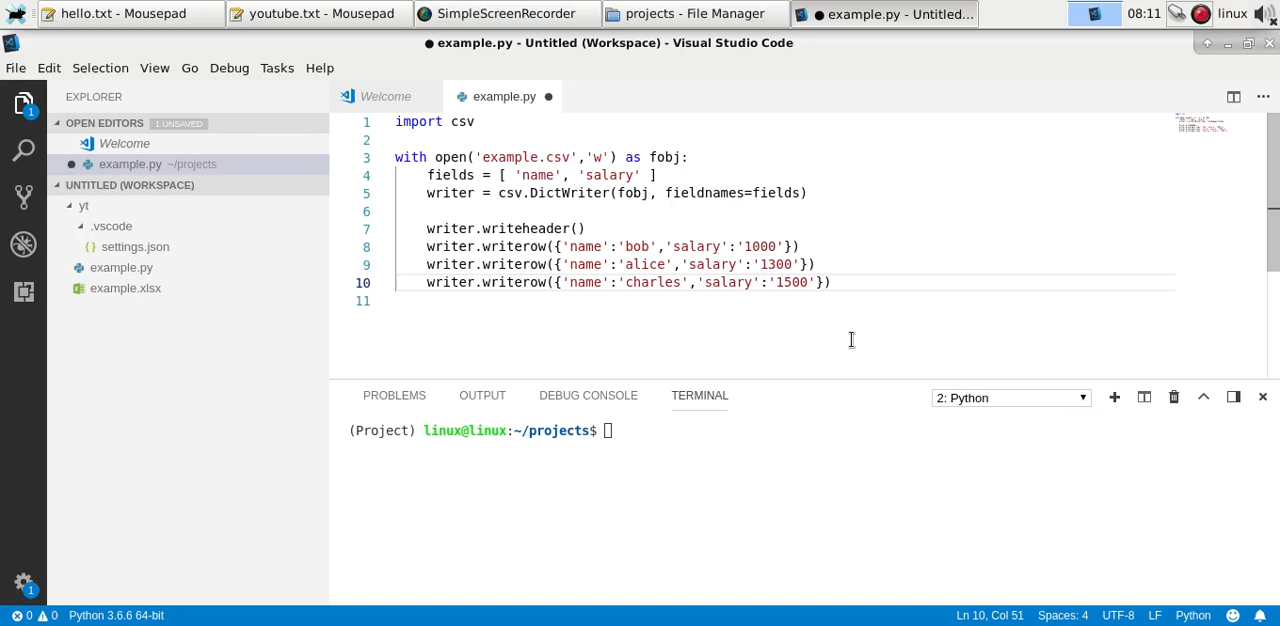 hello.txt - Mousepad
youtube.txt - Mousepad
SimpleScreenRecorder
projects - File Manager
● example.py - Untitled...
08:11
linux
● example.py - Untitled (Workspace) - Visual Studio Code
File Edit Selection View Go Debug Tasks Help
EXPLORER
OPEN EDITORS 1 UNSAVED
Welcome
● example.py ~/projects
UNTITLED (WORKSPACE)
yt
.vscode
{ } settings.json
example.py
example.xlsx
1
1
Welcome
example.py ●
1 import csv
2
3 with open('example.csv','w') as fobj:
4 fields = [ 'name', 'salary' ]
5 writer = csv.DictWriter(fobj, fieldnames=fields)
6
7 writer.writeheader()
8 writer.writerow({'name':'bob','salary':'1000'})
9 writer.writerow({'name':'alice','salary':'1300'})
10 writer.writerow({'name':'charles','salary':'1500'})
11
PROBLEMS OUTPUT DEBUG CONSOLE TERMINAL
2: Python
(Project) linux@linux:~/projects$
0 0 Python 3.6.6 64-bit
Ln 10, Col 51 Spaces: 4 UTF-8 LF Python